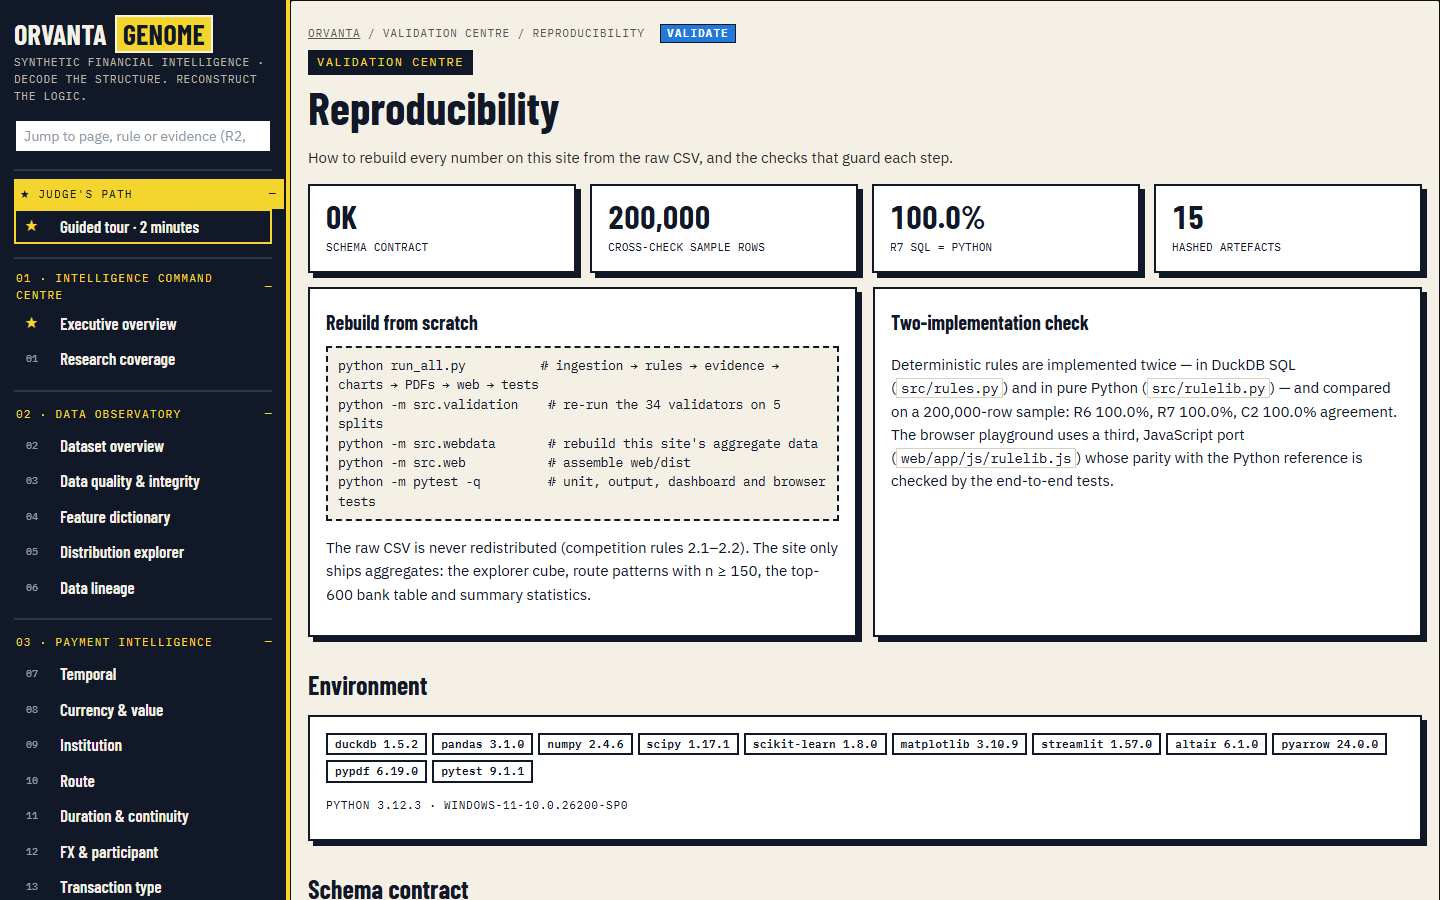 ORVANTA GENOME
SYNTHETIC FINANCIAL INTELLIGENCE ·
DECODE THE STRUCTURE. RECONSTRUCT
THE LOGIC.
Jump to page, rule or evidence (R2,
★ JUDGE'S PATH –
★ Guided tour · 2 minutes
01 · INTELLIGENCE COMMAND
CENTRE –
★ Executive overview
01 Research coverage
02 · DATA OBSERVATORY –
02 Dataset overview
03 Data quality & integrity
04 Feature dictionary
05 Distribution explorer
06 Data lineage
03 · PAYMENT INTELLIGENCE –
07 Temporal
08 Currency & value
09 Institution
10 Route
11 Duration & continuity
12 FX & participant
13 Transaction type
ORVANTA / VALIDATION CENTRE / REPRODUCIBILITY VALIDATE
VALIDATION CENTRE
Reproducibility
How to rebuild every number on this site from the raw CSV, and the checks that guard each step.
OK
SCHEMA CONTRACT
200,000
CROSS-CHECK SAMPLE ROWS
100.0%
R7 SQL = PYTHON
15
HASHED ARTEFACTS
Rebuild from scratch
python run_all.py # ingestion → rules → evidence →
charts → PDFs → web → tests
python -m src.validation # re-run the 34 validators on 5
splits
python -m src.webdata # rebuild this site's aggregate data
python -m src.web # assemble web/dist
python -m pytest -q # unit, output, dashboard and browser
tests
The raw CSV is never redistributed (competition rules 2.1–2.2). The site only
ships aggregates: the explorer cube, route patterns with n ≥ 150, the top-
600 bank table and summary statistics.
Two-implementation check
Deterministic rules are implemented twice — in DuckDB SQL
(src/rules.py) and in pure Python (src/rulelib.py) — and compared
on a 200,000-row sample: R6 100.0%, R7 100.0%, C2 100.0% agreement.
The browser playground uses a third, JavaScript port
(web/app/js/rulelib.js) whose parity with the Python reference is
checked by the end-to-end tests.
Environment
duckdb 1.5.2 pandas 3.1.0 numpy 2.4.6 scipy 1.17.1 scikit-learn 1.8.0 matplotlib 3.10.9 streamlit 1.57.0 altair 6.1.0 pyarrow 24.0.0
pypdf 6.19.0 pytest 9.1.1
PYTHON 3.12.3 · WINDOWS-11-10.0.26200-SP0
Schema contract